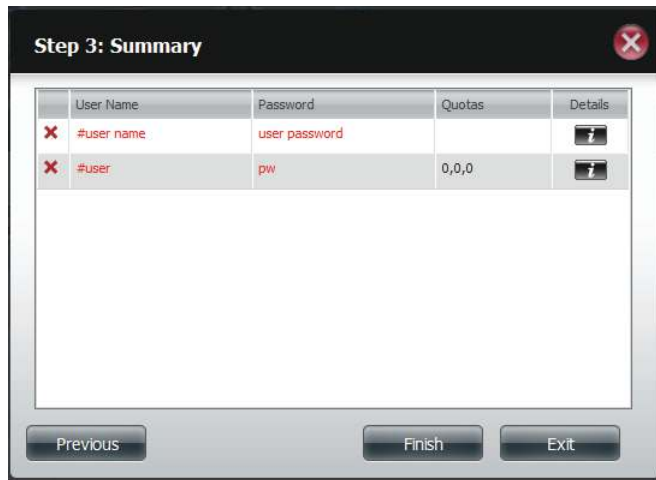 Step 3: Summary
User Name Password Quotas Details
#user name user password i
#user pw 0,0,0 i
Previous Finish Exit